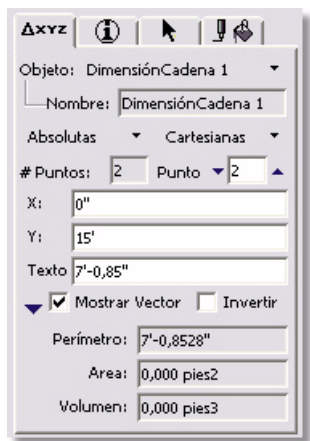 ΔXYZ
Objeto: DimensiónCadena 1
Nombre: DimensiónCadena 1
Absolutas Cartesianas
# Puntos: 2 Punto 2
X: 0"
Y: 15'
Texto 7'-0,85"
Mostrar Vector Invertir
Perímetro: 7'-0,8528"
Area: 0,000 pies2
Volumen: 0,000 pies3